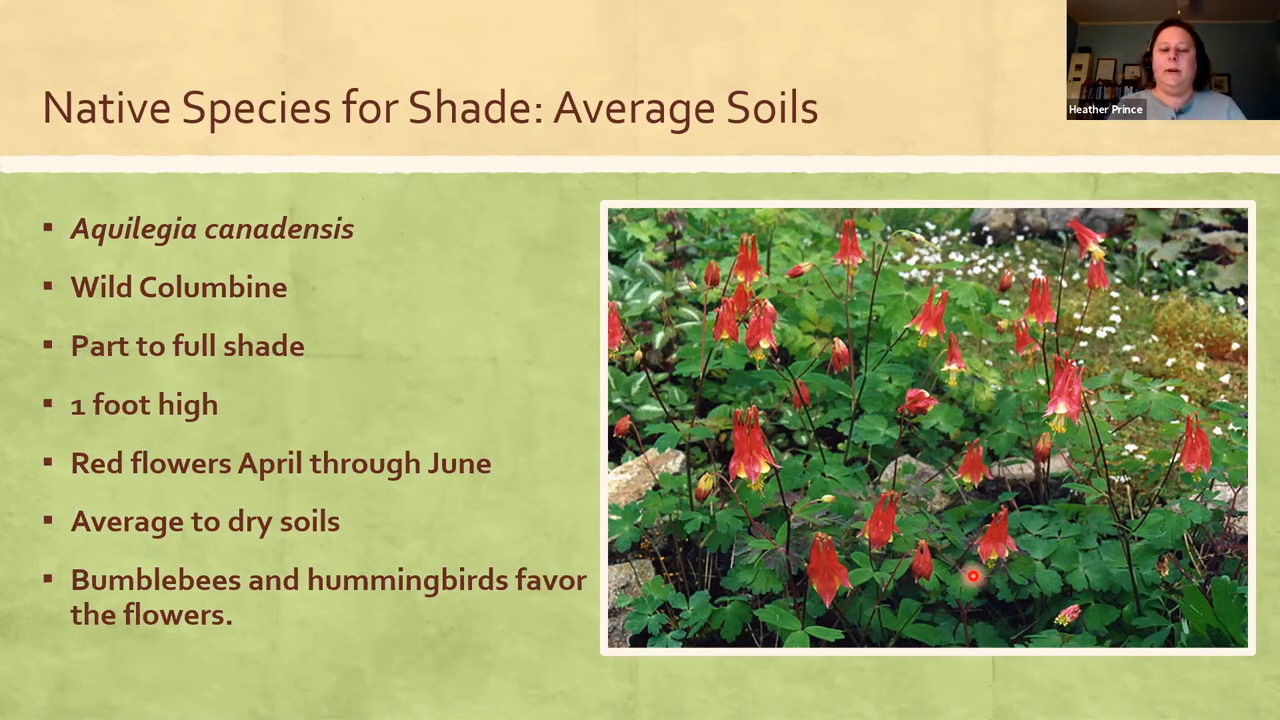 Native Species for Shade: Average Soils
Heather Prince
▪ Aquilegia canadensis
▪ Wild Columbine
▪ Part to full shade
▪ 1 foot high
▪ Red flowers April through June
▪ Average to dry soils
▪ Bumblebees and hummingbirds favor
the flowers.